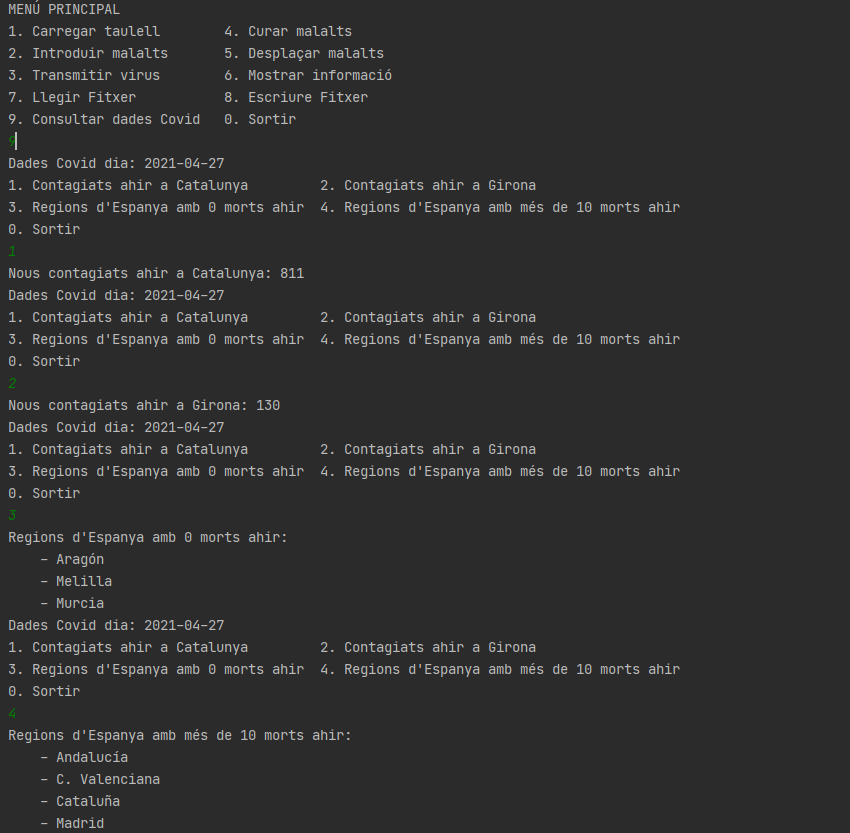 MENÚ PRINCIPAL
1. Carregar taulell        4. Curar malalts
2. Introduir malalts       5. Desplaçar malalts
3. Transmitir virus        6. Mostrar informació
7. Llegir Fitxer           8. Escriure Fitxer
9. Consultar dades Covid   0. Sortir
9
Dades Covid dia: 2021-04-27
1. Contagiats ahir a Catalunya         2. Contagiats ahir a Girona
3. Regions d'Espanya amb 0 morts ahir  4. Regions d'Espanya amb més de 10 morts ahir
0. Sortir
1
Nous contagiats ahir a Catalunya: 811
Dades Covid dia: 2021-04-27
1. Contagiats ahir a Catalunya         2. Contagiats ahir a Girona
3. Regions d'Espanya amb 0 morts ahir  4. Regions d'Espanya amb més de 10 morts ahir
0. Sortir
2
Nous contagiats ahir a Girona: 130
Dades Covid dia: 2021-04-27
1. Contagiats ahir a Catalunya         2. Contagiats ahir a Girona
3. Regions d'Espanya amb 0 morts ahir  4. Regions d'Espanya amb més de 10 morts ahir
0. Sortir
3
Regions d'Espanya amb 0 morts ahir:
    - Aragón
    - Melilla
    - Murcia
Dades Covid dia: 2021-04-27
1. Contagiats ahir a Catalunya         2. Contagiats ahir a Girona
3. Regions d'Espanya amb 0 morts ahir  4. Regions d'Espanya amb més de 10 morts ahir
0. Sortir
4
Regions d'Espanya amb més de 10 morts ahir:
    - Andalucía
    - C. Valenciana
    - Cataluña
    - Madrid